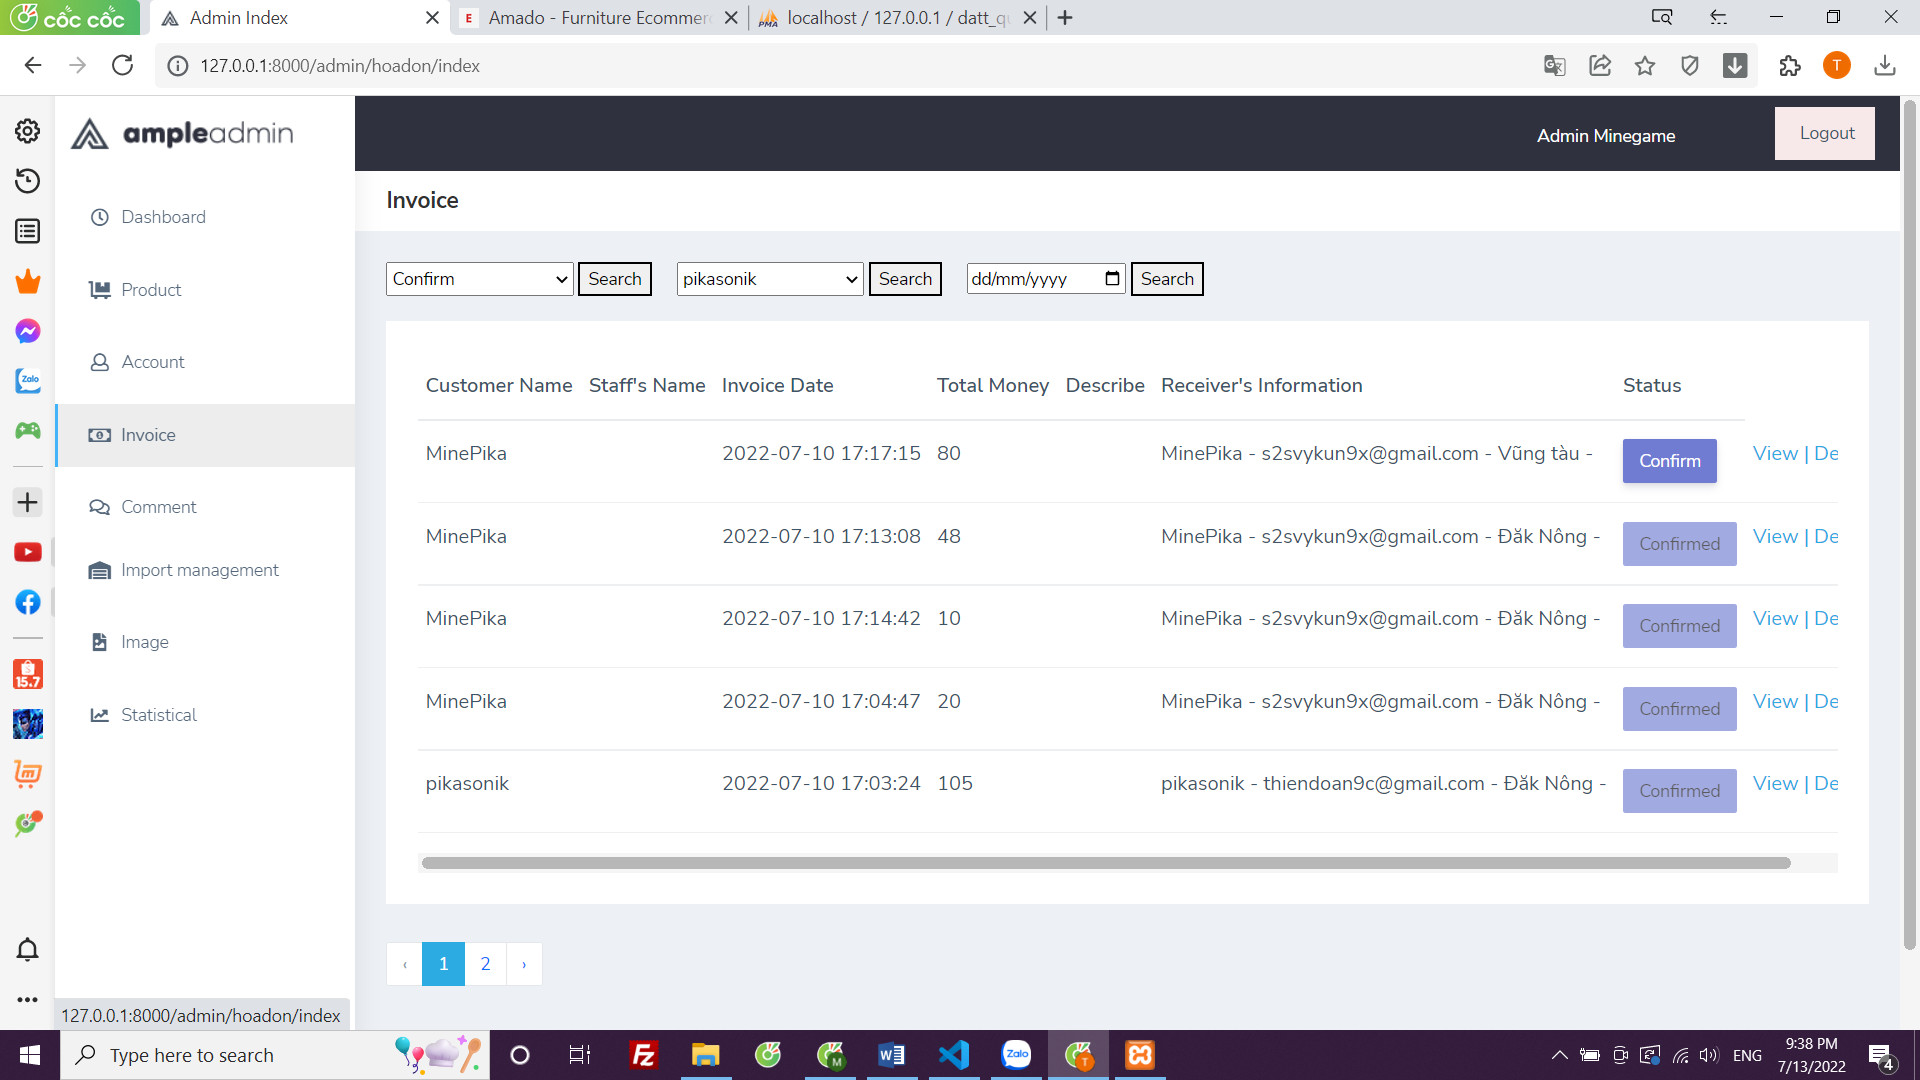 cốc cốc
Admin Index
Amado - Furniture Ecommer
localhost / 127.0.0.1 / datt_q
127.0.0.1:8000/admin/hoadon/index
T
ampleadmin
Admin Minegame
Logout
Invoice
Dashboard
Product
Account
Invoice
Comment
Import management
Image
Statistical
Confirm
Search
pikasonik
Search
dd/mm/yyyy
Search
Customer Name Staff's Name Invoice Date Total Money Describe Receiver's Information Status
MinePika 2022-07-10 17:17:15 80 MinePika - s2svykun9x@gmail.com - Vũng tàu - Confirm View | De
MinePika 2022-07-10 17:13:08 48 MinePika - s2svykun9x@gmail.com - Đăk Nông - Confirmed View | De
MinePika 2022-07-10 17:14:42 10 MinePika - s2svykun9x@gmail.com - Đăk Nông - Confirmed View | De
MinePika 2022-07-10 17:04:47 20 MinePika - s2svykun9x@gmail.com - Đăk Nông - Confirmed View | De
pikasonik 2022-07-10 17:03:24 105 pikasonik - thiendoan9c@gmail.com - Đăk Nông - Confirmed View | De
‹ 1 2 ›
Zalo
15.7
127.0.0.1:8000/admin/hoadon/index
Type here to search
Zalo
ENG
9:38 PM
7/13/2022
4